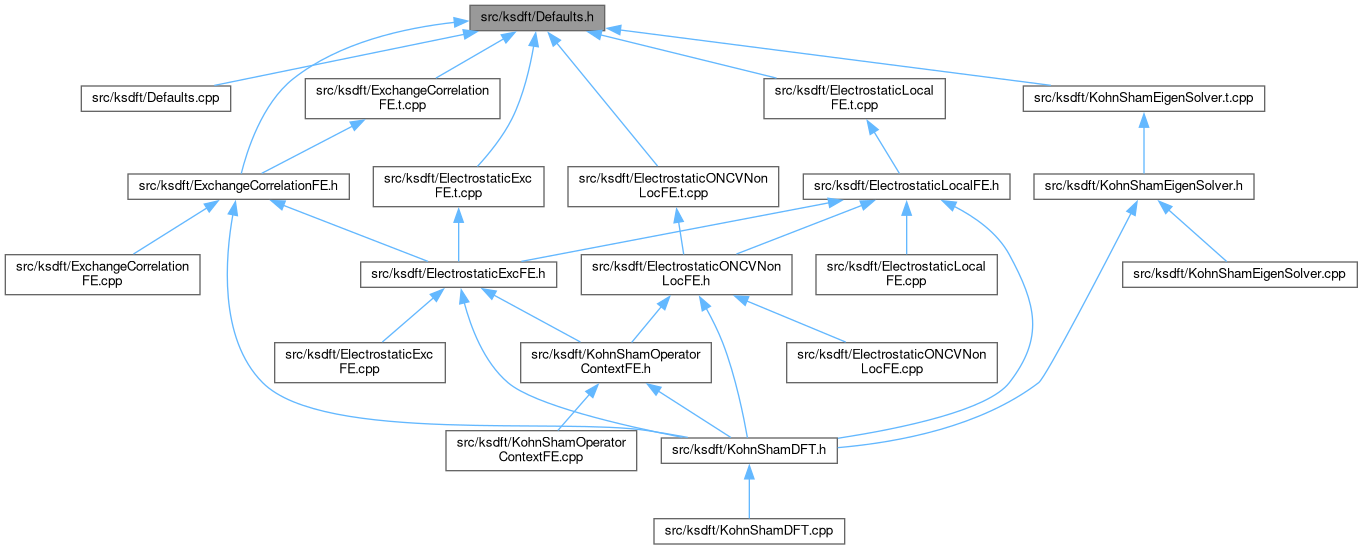 src/ksdft/Defaults.h
src/ksdft/Defaults.cpp
src/ksdft/ExchangeCorrelation
FE.t.cpp
src/ksdft/ElectrostaticLocal
FE.t.cpp
src/ksdft/KohnShamEigenSolver.t.cpp
src/ksdft/ExchangeCorrelationFE.h
src/ksdft/ElectrostaticExc
FE.t.cpp
src/ksdft/ElectrostaticONCVNon
LocFE.t.cpp
src/ksdft/ElectrostaticLocalFE.h
src/ksdft/KohnShamEigenSolver.h
src/ksdft/ExchangeCorrelation
FE.cpp
src/ksdft/ElectrostaticExcFE.h
src/ksdft/ElectrostaticONCVNon
LocFE.h
src/ksdft/ElectrostaticLocal
FE.cpp
src/ksdft/KohnShamEigenSolver.cpp
src/ksdft/ElectrostaticExc
FE.cpp
src/ksdft/KohnShamOperator
ContextFE.h
src/ksdft/ElectrostaticONCVNon
LocFE.cpp
src/ksdft/KohnShamOperator
ContextFE.cpp
src/ksdft/KohnShamDFT.h
src/ksdft/KohnShamDFT.cpp